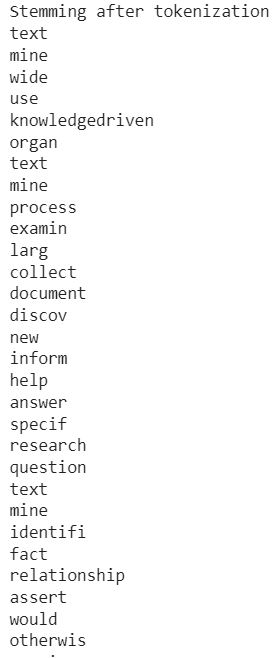 Stemming after tokenization
text
mine
wide
use
knowledgedriven
organ
text
mine
process
examin
larg
collect
document
discov
new
inform
help
answer
specif
research
question
text
mine
identifi
fact
relationship
assert
would
otherwis